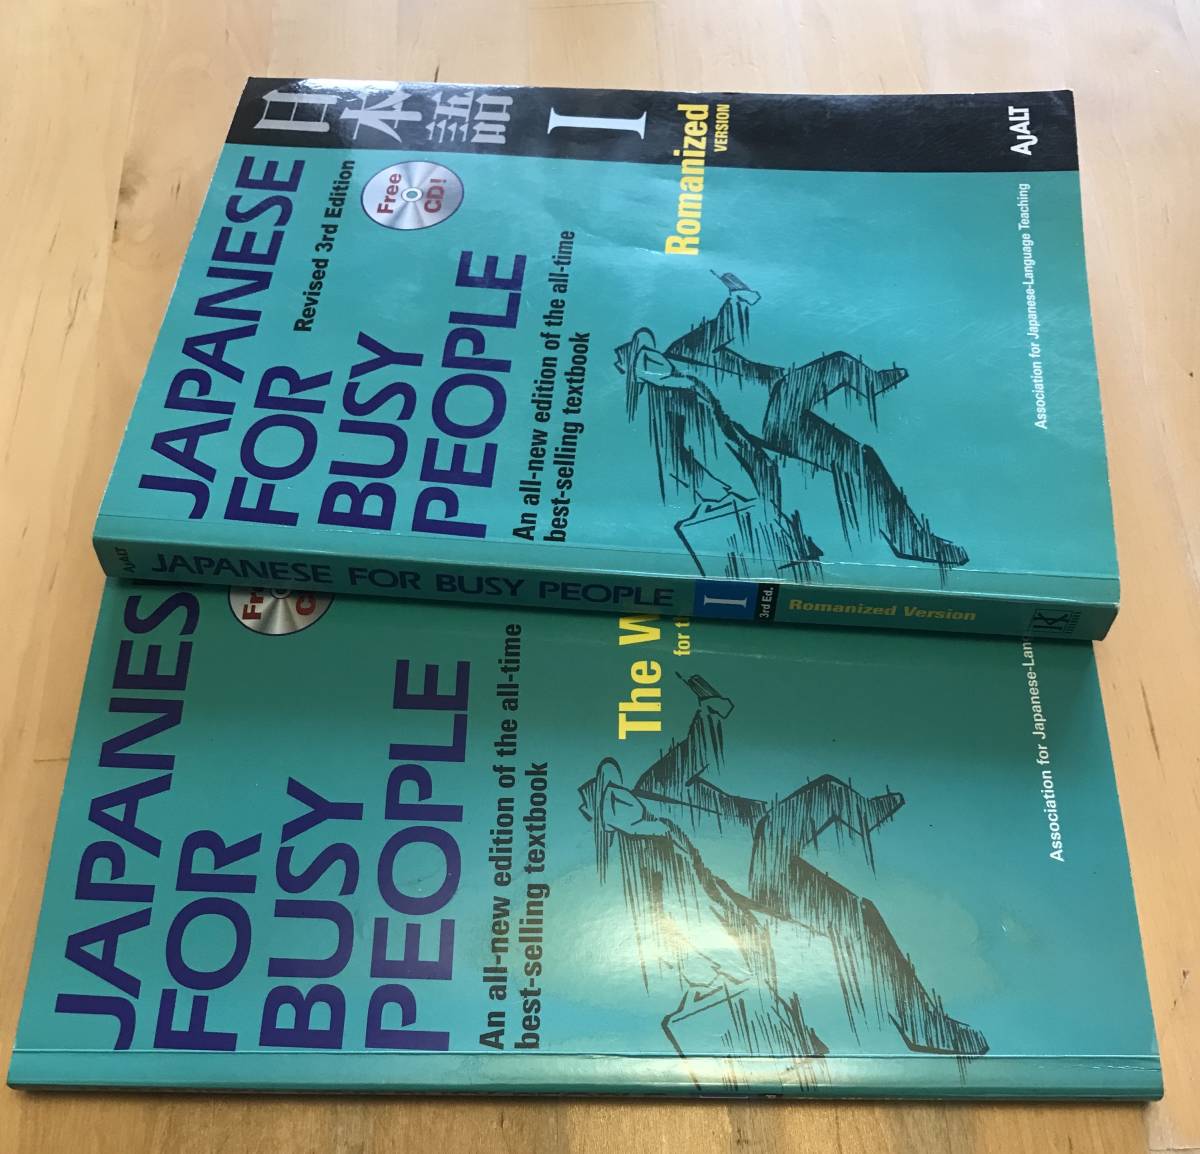 日本語
I
Romanized
VERSION
AJALT
JAPANESE
FOR
Revised 3rd Edition
BUSY
PEOPLE
Free
CD!
An all-new edition of the all-time
best-selling textbook
Association for Japanese-Language Teaching
AJALT JAPANESE FOR BUSY PEOPLE I 3rd Ed. Romanized Version
JAPANES
FOR
BUSY
PEOPLE
An all-new edition of the all-time
best-selling textbook
The W
for t
Association for Japanese-Lan